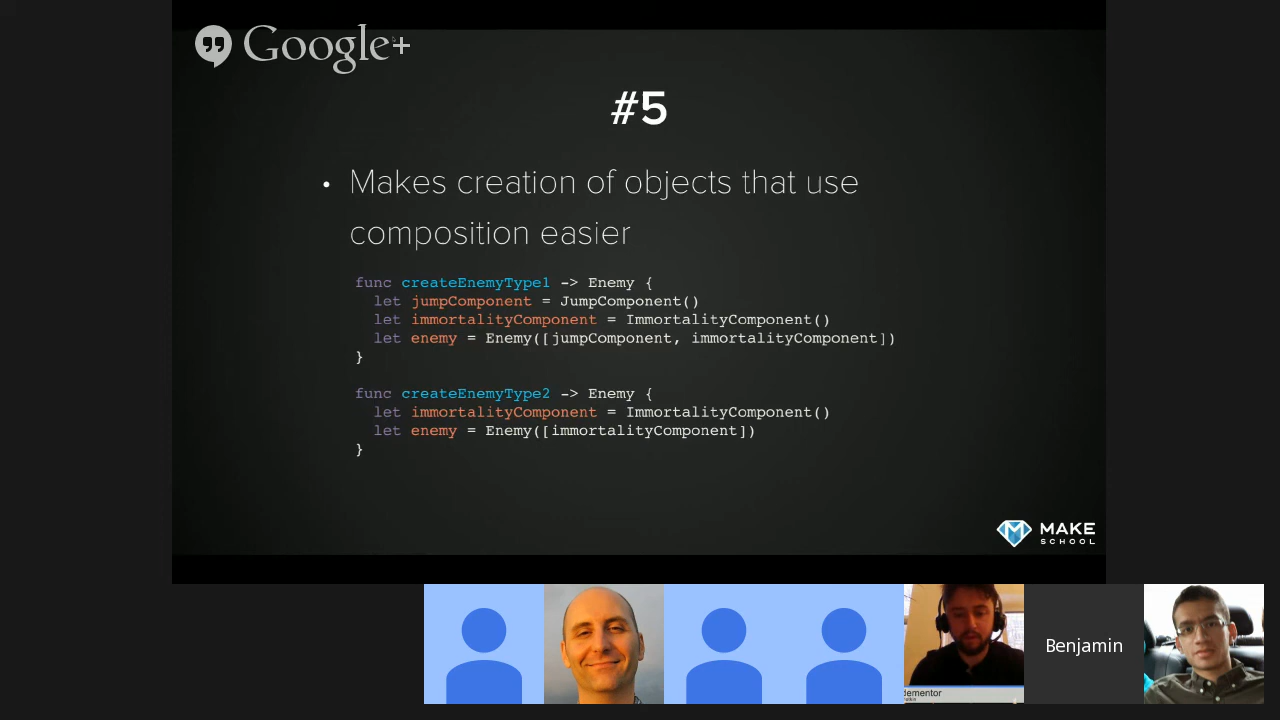 Google+
#5
• Makes creation of objects that use
composition easier
func createEnemyType1 -> Enemy {
let jumpComponent = JumpComponent()
let immortalityComponent = ImmortalityComponent()
let enemy = Enemy([jumpComponent, immortalityComponent])
}
func createEnemyType2 -> Enemy {
let immortalityComponent = ImmortalityComponent()
let enemy = Enemy([immortalityComponent])
}
MAKE
SCHOOL
Benjamin
dementor